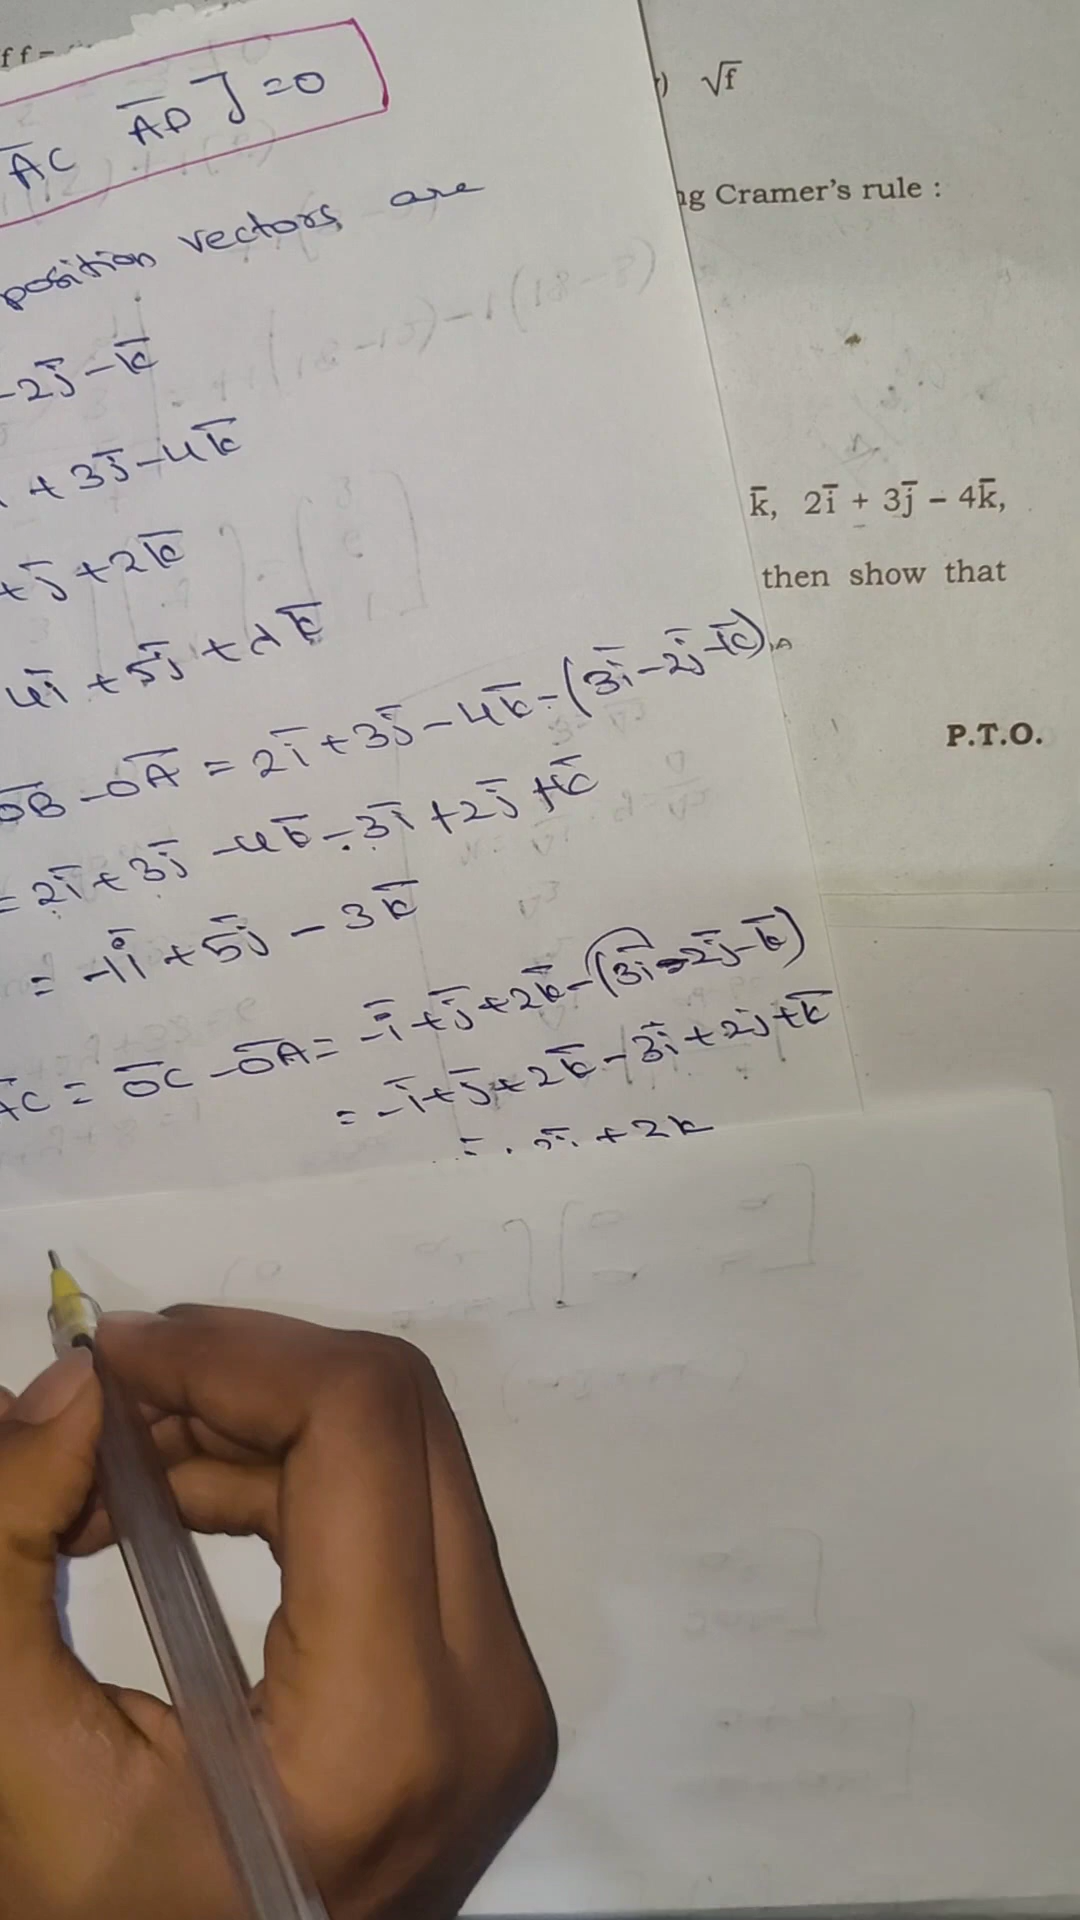 AC AD ] = 0
position vectors are
- 2j̄ - k̄
+ 3j̄ - 4k̄
+ j̄ + 2k̄
4ī + 5j̄ + λk̄
OB - OA = 2ī + 3j̄ - 4k̄ - (3ī - 2j̄ - k̄)
= 2ī + 3j̄ - 4k̄ - 3ī + 2j̄ + k̄
= -1ī + 5j̄ - 3k̄
AC = OC - OA = -ī + j̄ + 2k̄ - (3ī - 2j̄ - k̄)
= -ī + j̄ + 2k̄ - 3ī + 2j + k̄
√f
ng Cramer's rule :
k̄, 2ī + 3j̄ – 4k̄,
then show that
P.T.O.